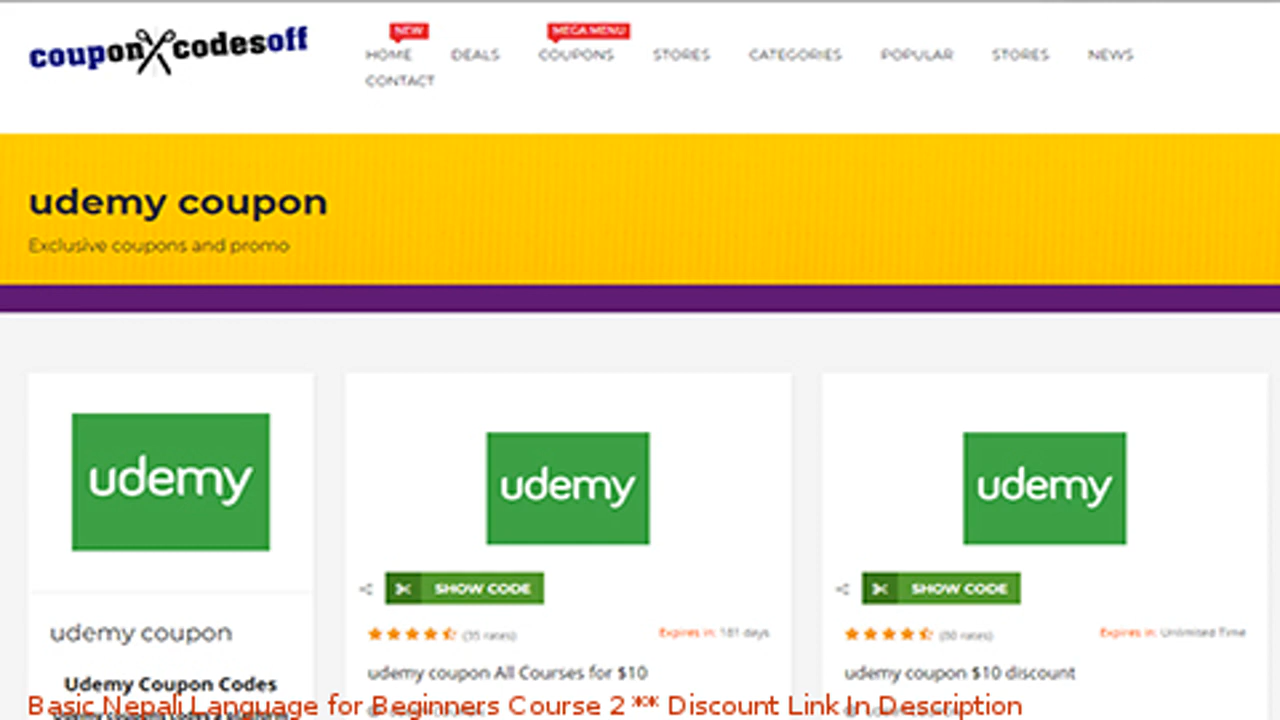 couponcodesoff
NEW
MEGA MENU
HOME DEALS COUPONS STORES CATEGORIES POPULAR STORES NEWS
CONTACT
udemy coupon
Exclusive coupons and promo
udemy
udemy
udemy
SHOW CODE
SHOW CODE
(35 rates)
Expires in: 181 days
Expires in: Unlimited Time
udemy coupon
udemy coupon All Courses for $10
udemy coupon $10 discount
Udemy Coupon Codes
Basic Nepali Language for Beginners Course 2 ** Discount Link In Description